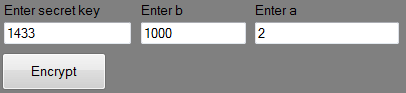 Enter secret key Enter b Enter a
1433 1000 2
Encrypt